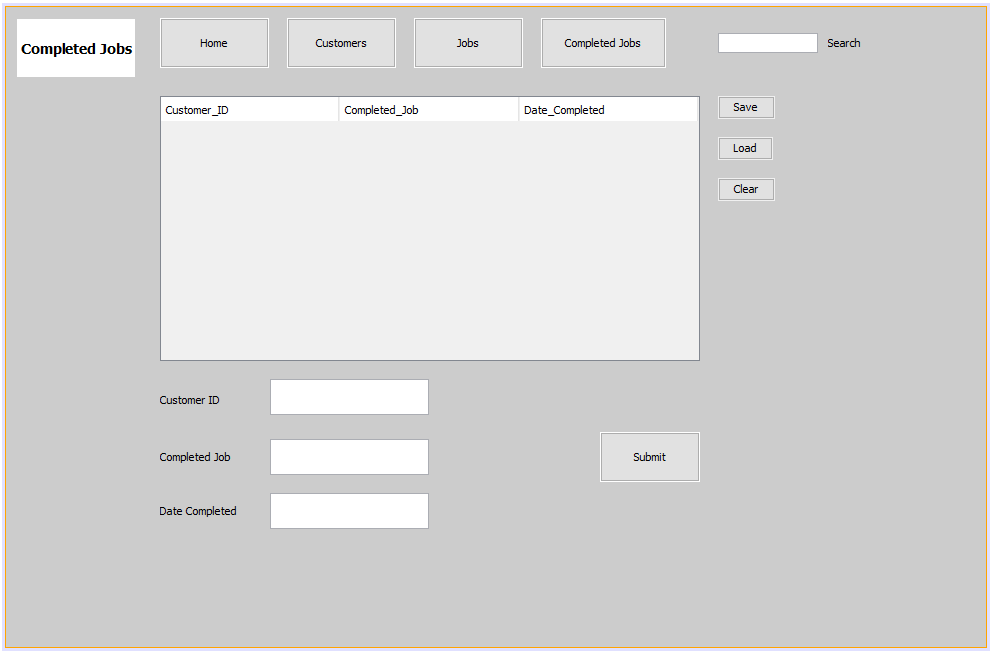 Completed Jobs
Home
Customers
Jobs
Completed Jobs
Search
Customer_ID
Completed_Job
Date_Completed
Save
Load
Clear
Customer ID
Completed Job
Submit
Date Completed